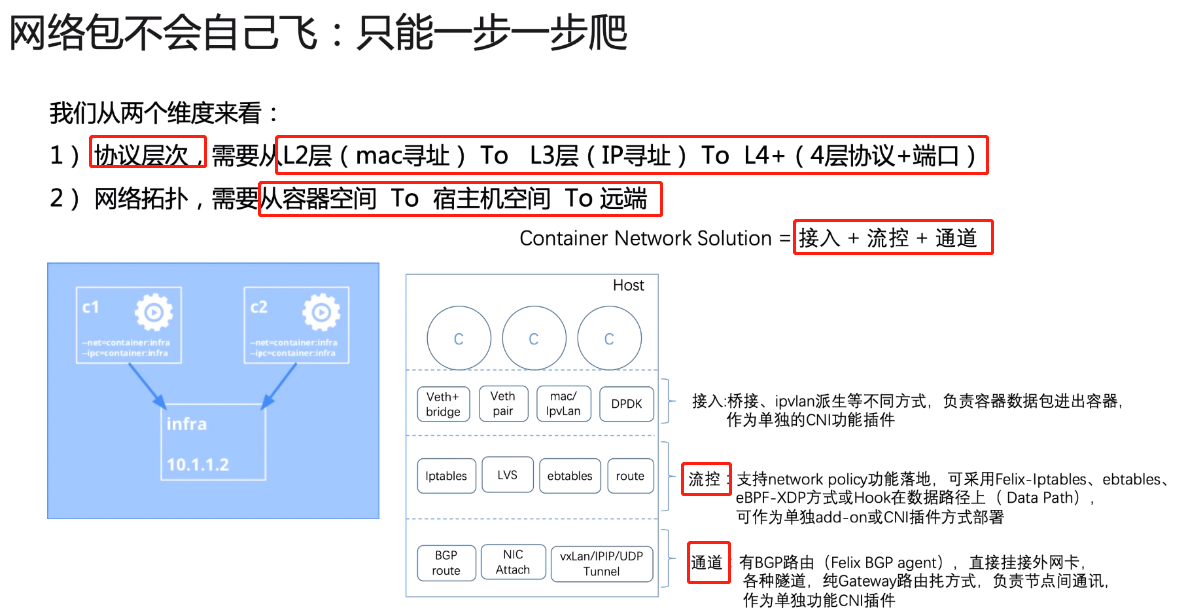 网络包不会自己飞：只能一步一步爬
我们从两个维度来看：
1） 协议层次，需要从L2层（mac寻址） To L3层（IP寻址） To L4+（4层协议+端口）
2） 网络拓扑，需要从容器空间 To 宿主机空间 To 远端
Container Network Solution = 接入 + 流控 + 通道
c1
--net=container:infra
--ipc=container:infra
c2
--net=container:infra
--ipc=container:infra
infra
10.1.1.2
Host
C
C
C
Veth+
bridge
Veth
pair
mac/
IpvLan
DPDK
接入:桥接、ipvlan派生等不同方式，负责容器数据包进出容器，
作为单独的CNI功能插件
Iptables
LVS
ebtables
route
流控：支持network policy功能落地，可采用Felix-Iptables、ebtables、
eBPF-XDP方式或Hook在数据路径上（ Data Path），
可作为单独add-on或CNI插件方式部署
BGP
route
NIC
Attach
vxLan/IPIP/UDP
Tunnel
通道：有BGP路由（Felix BGP agent），直接挂接外网卡，
各种隧道，纯Gateway路由扥方式，负责节点间通讯，
作为单独功能CNI插件